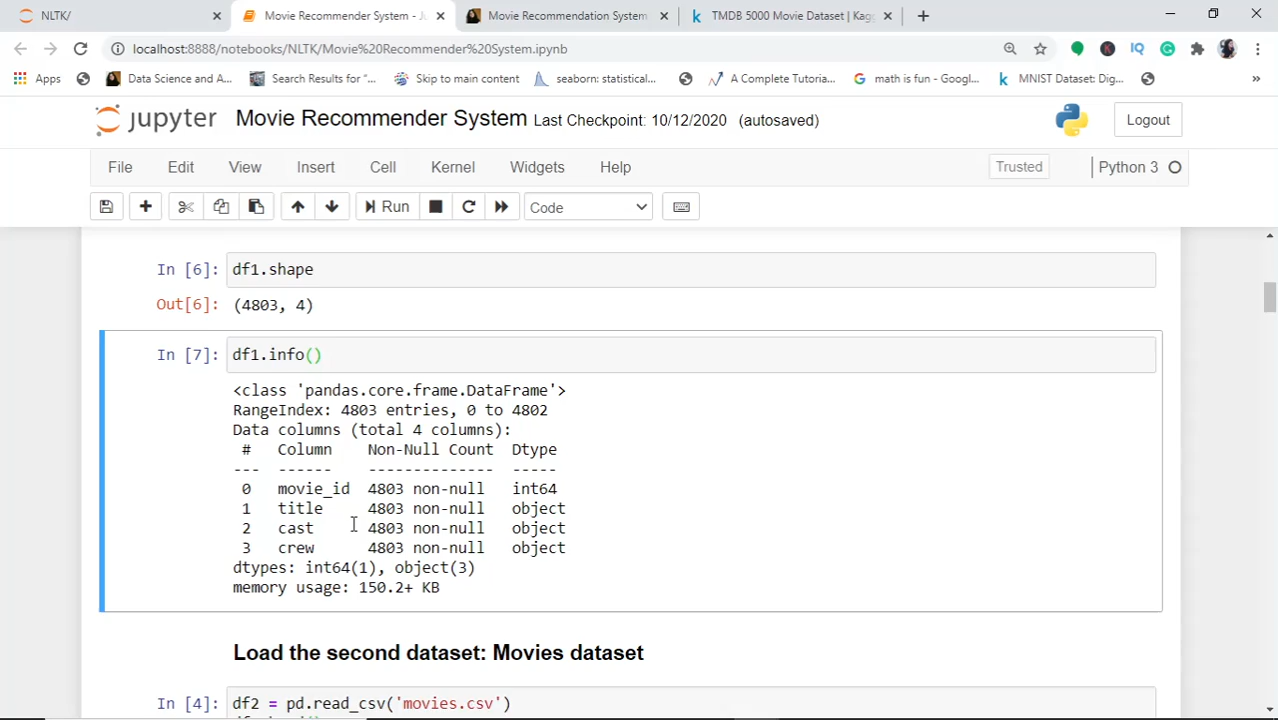 NLTK/
Movie Recommender System - Ju
Movie Recommendation System
TMDB 5000 Movie Dataset | Kagg
localhost:8888/notebooks/NLTK/Movie%20Recommender%20System.ipynb
Apps
Data Science and A...
Search Results for "...
Skip to main content
seaborn: statistical...
A Complete Tutoria...
math is fun - Googl...
MNIST Dataset: Dig...
»
jupyter Movie Recommender System Last Checkpoint: 10/12/2020 (autosaved)
Logout
File Edit View Insert Cell Kernel Widgets Help
Trusted
Python 3
Run
Code
In [6]: df1.shape
Out[6]: (4803, 4)
In [7]: df1.info()
<class 'pandas.core.frame.DataFrame'>
RangeIndex: 4803 entries, 0 to 4802
Data columns (total 4 columns):
# Column Non-Null Count Dtype
--- ------ -------------- -----
0 movie_id 4803 non-null int64
1 title 4803 non-null object
2 cast 4803 non-null object
3 crew 4803 non-null object
dtypes: int64(1), object(3)
memory usage: 150.2+ KB
Load the second dataset: Movies dataset
In [4]: df2 = pd.read_csv('movies.csv')